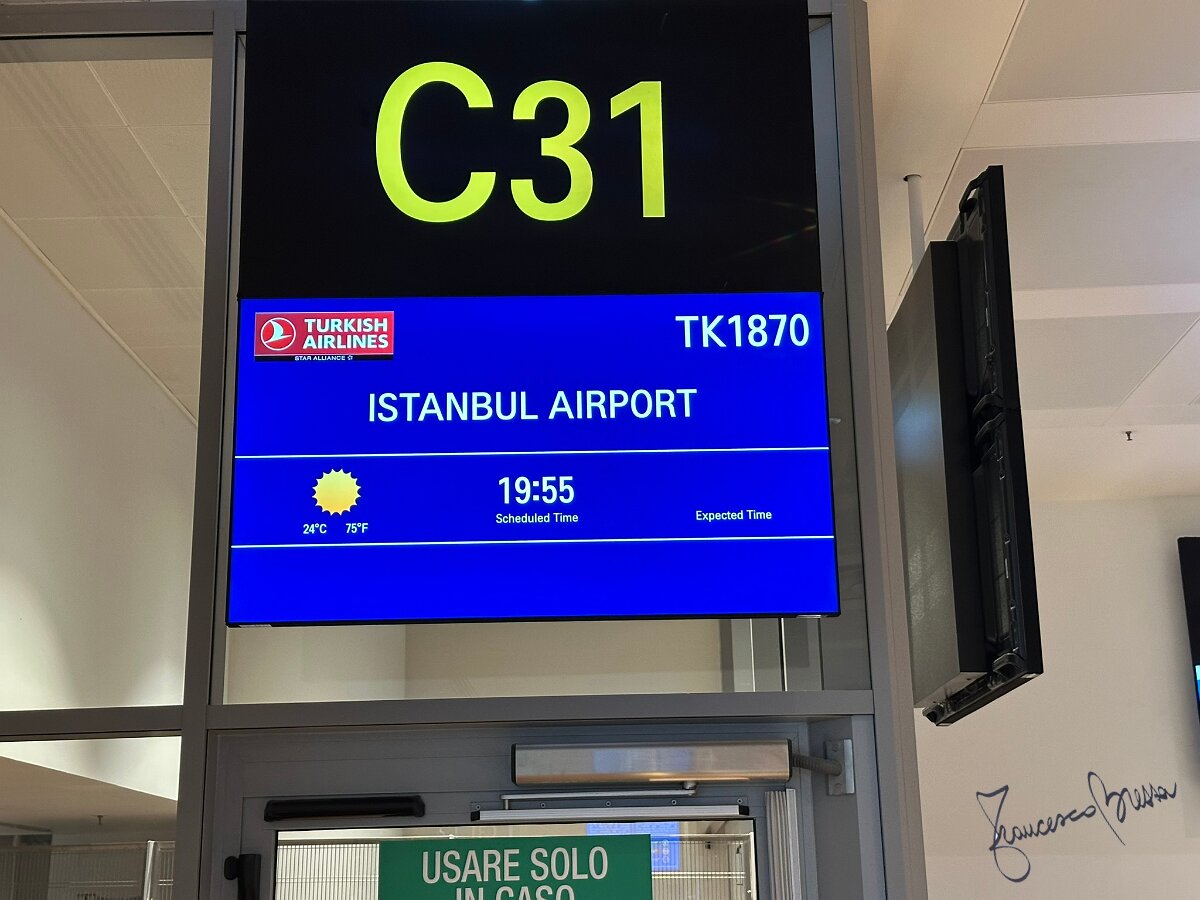 C31
TURKISH
AIRLINES
STAR ALLIANCE
TK1870
ISTANBUL AIRPORT
19:55
24°C 75°F
Scheduled Time
Expected Time
USARE SOLO
IN CASO
Francesco Bressa